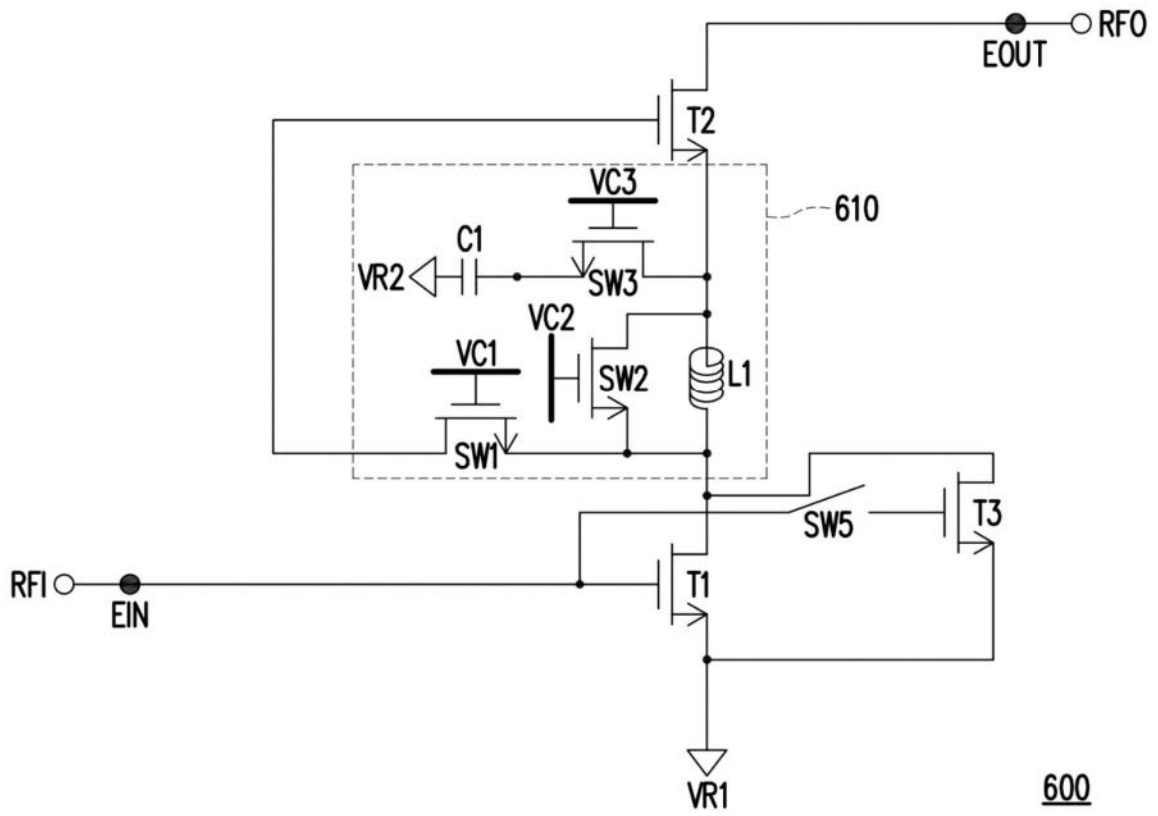 RFO
EOUT
T2
VC3
610
C1
VR2
SW3
VC2
VC1
SW2
L1
SW1
T3
SW5
RFI
T1
EIN
VR1
600